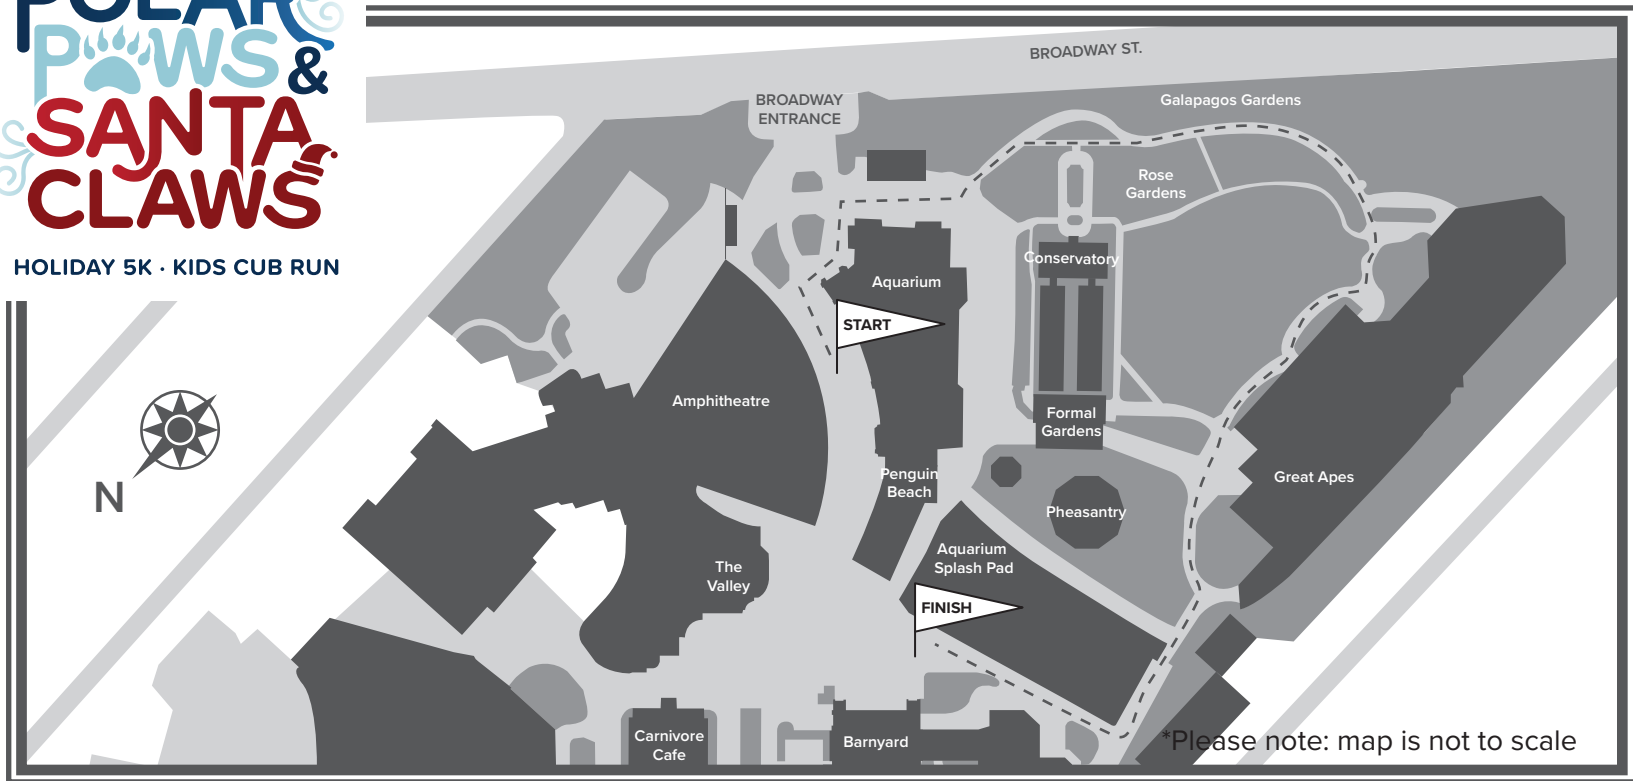 POLAR
PAWS &
SANTA
CLAWS
HOLIDAY 5K · KIDS CUB RUN
BROADWAY ST.
BROADWAY
ENTRANCE
Galapagos Gardens
Rose
Gardens
Conservatory
Aquarium
START
Amphitheatre
Formal
Gardens
Penguin
Beach
Great Apes
Pheasantry
N
Aquarium
Splash Pad
The
Valley
FINISH
Carnivore
Cafe
Barnyard
*Please note: map is not to scale